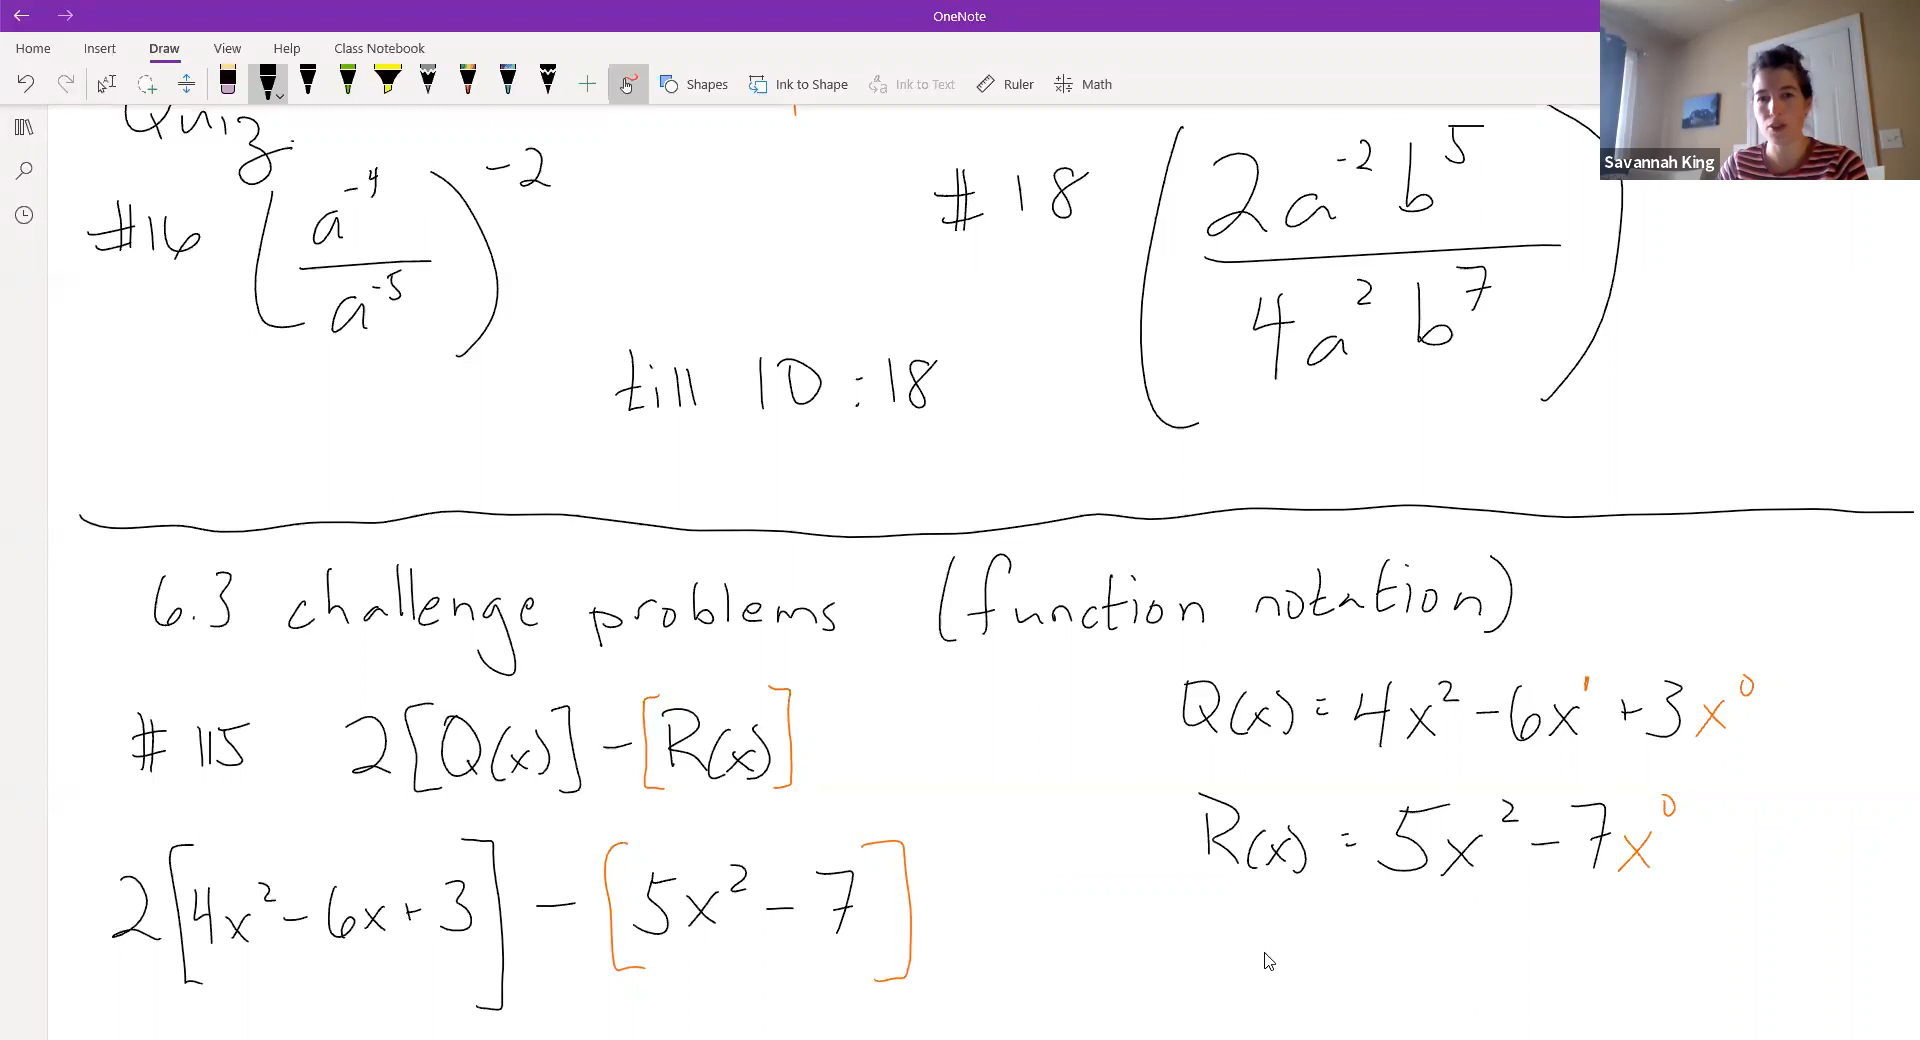 OneNote
Home Insert Draw View Help Class Notebook
Shapes Ink to Shape Ink to Text Ruler Math
Savannah King
Quiz
#16 (a^-4 / a^-5)^-2
#18 (2a^-2 b^5 / 4a^2 b^7)
till 10:18
6.3 challenge problems (function notation)
#115 2[Q(x)] - [R(x)]
Q(x) = 4x^2 - 6x^1 + 3x^0
R(x) = 5x^2 - 7x^0
2[4x^2 - 6x + 3] - [5x^2 - 7]